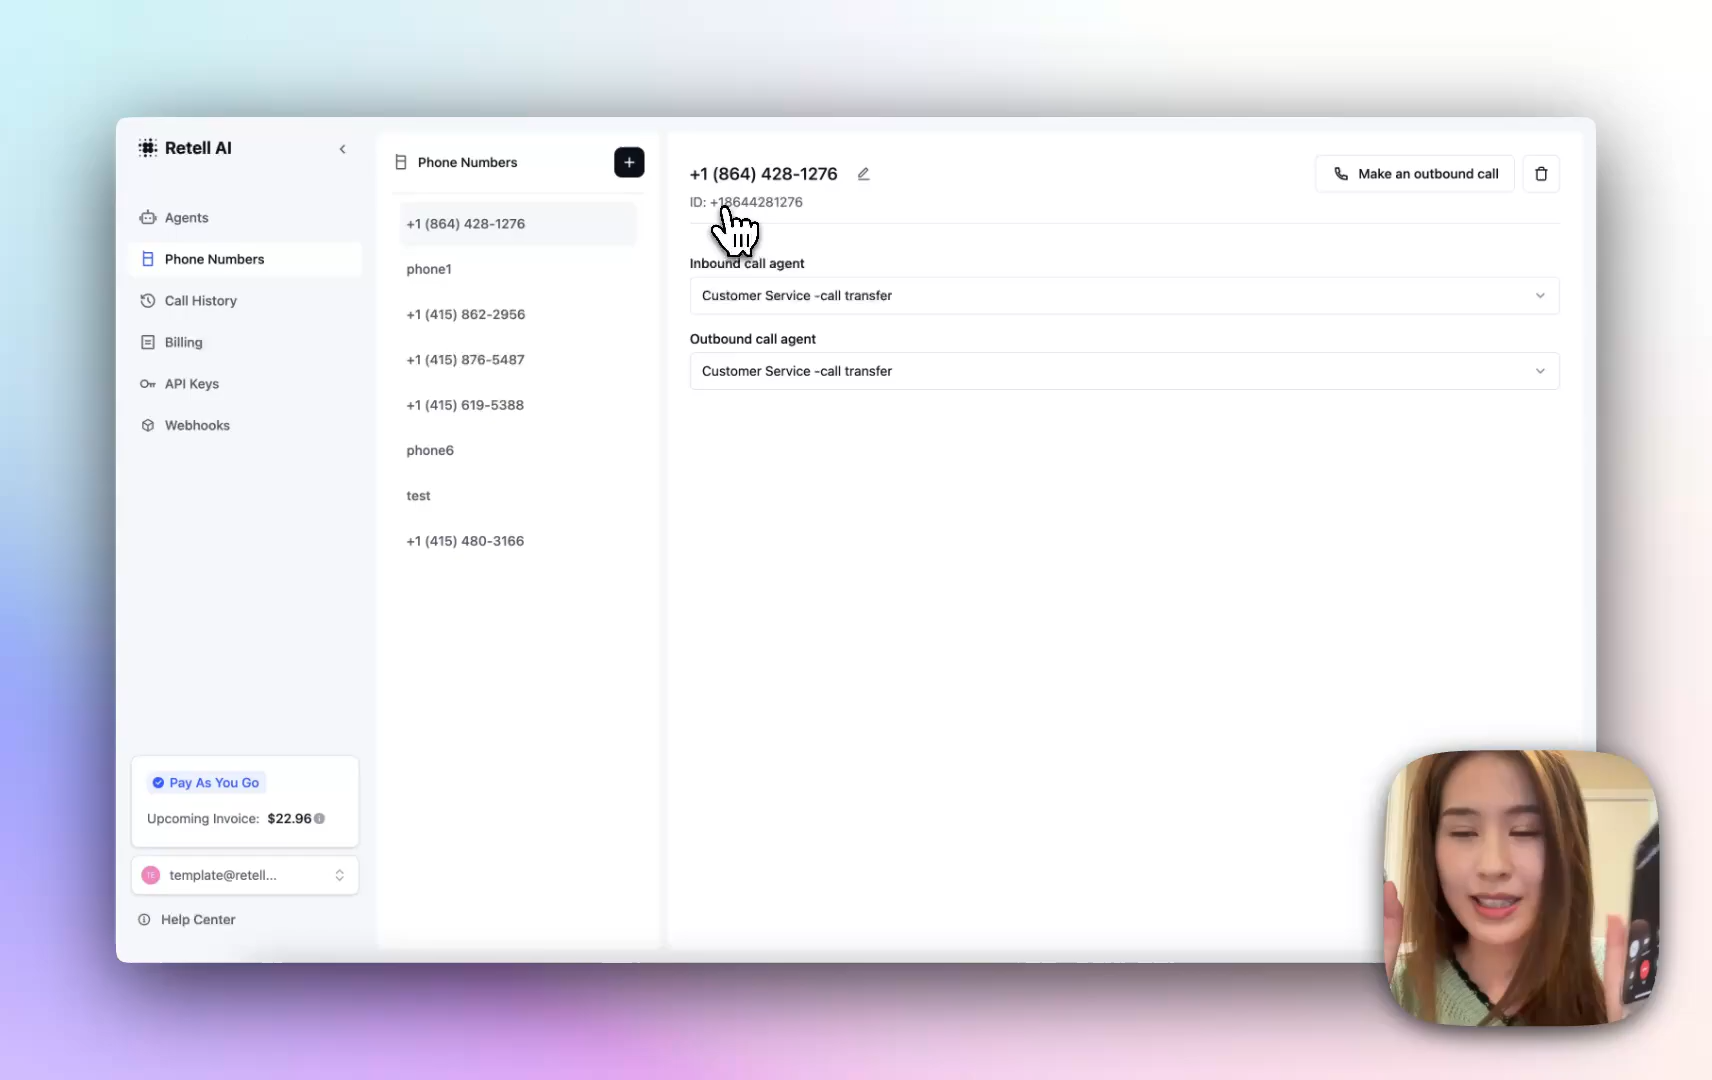 Retell AI
Agents
Phone Numbers
Call History
Billing
API Keys
Webhooks
Pay As You Go
Upcoming Invoice: $22.96
TE
template@retell...
Help Center
Phone Numbers
+1 (864) 428-1276
phone1
+1 (415) 862-2956
+1 (415) 876-5487
+1 (415) 619-5388
phone6
test
+1 (415) 480-3166
+1 (864) 428-1276
Make an outbound call
ID: +18644281276
Inbound call agent
Customer Service -call transfer
Outbound call agent
Customer Service -call transfer